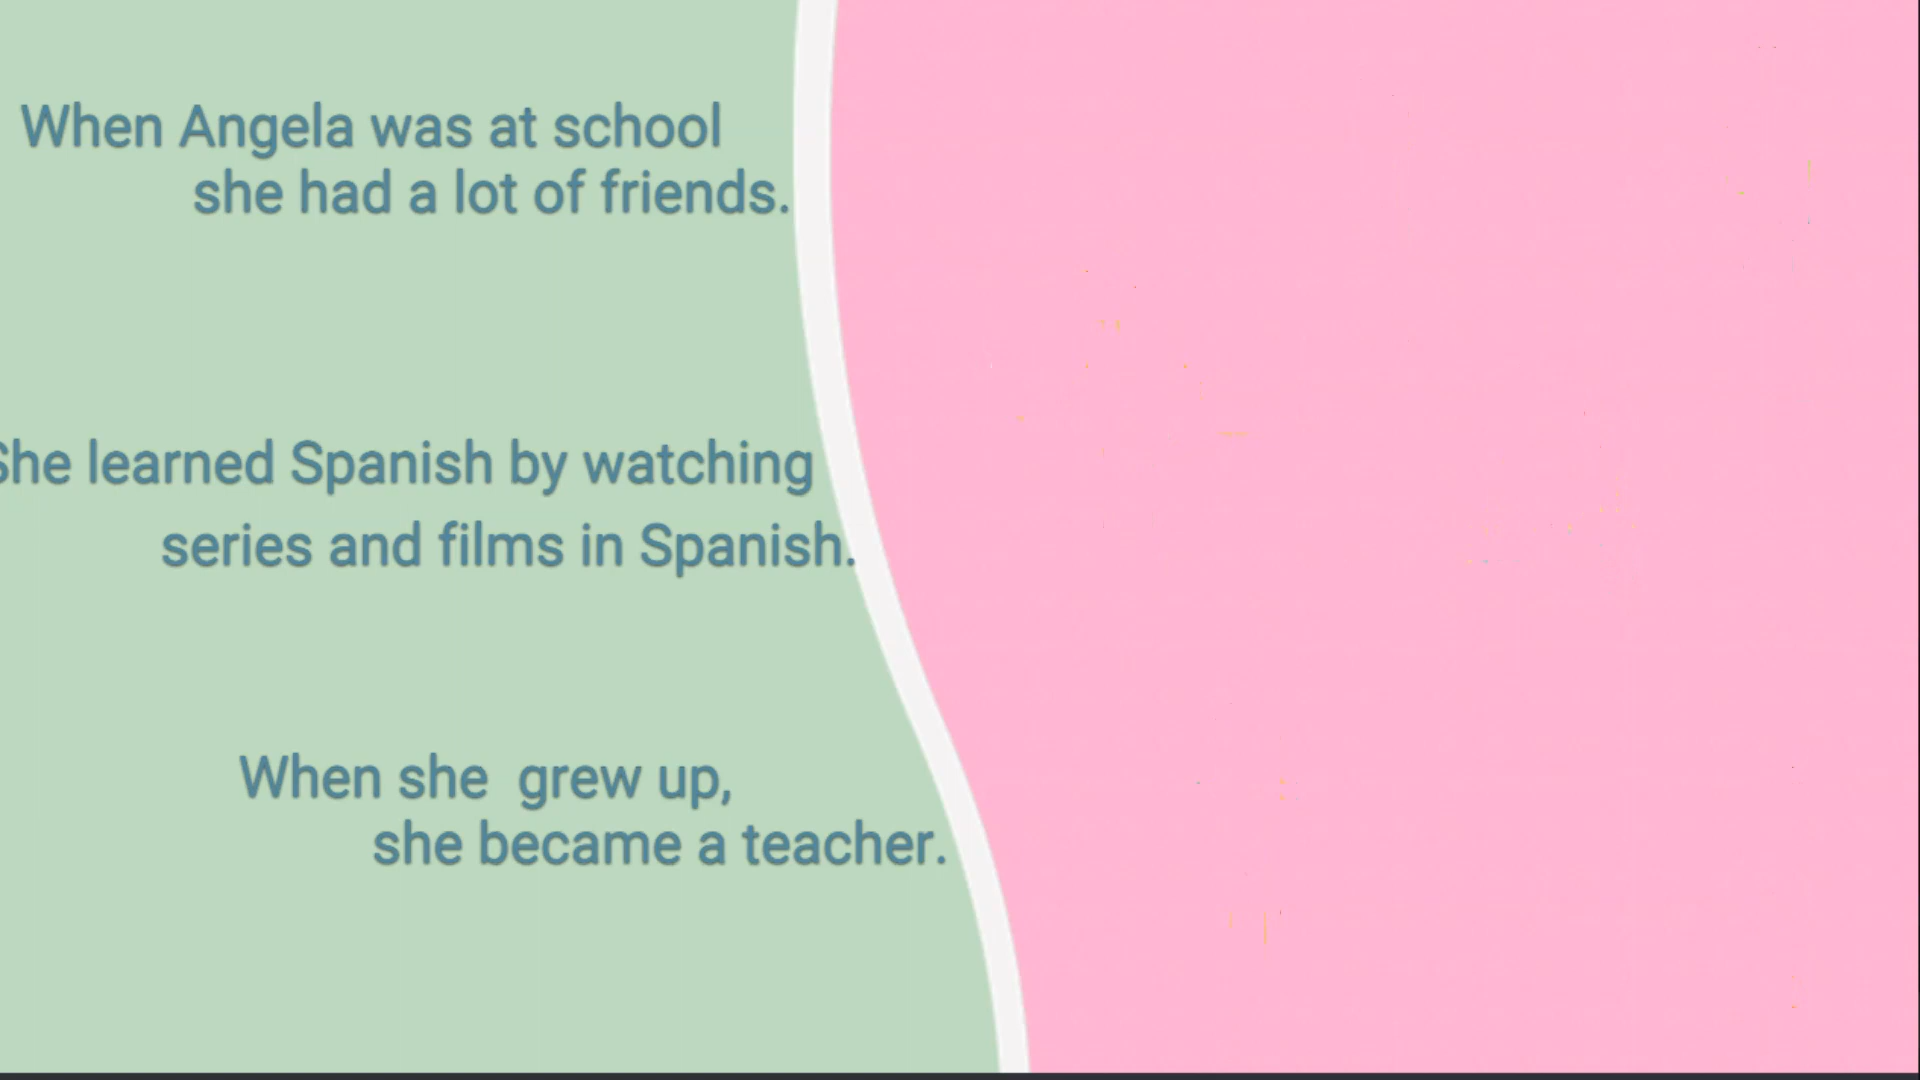 When Angela was at school
she had a lot of friends.
She learned Spanish by watching
series and films in Spanish.
When she grew up,
she became a teacher.